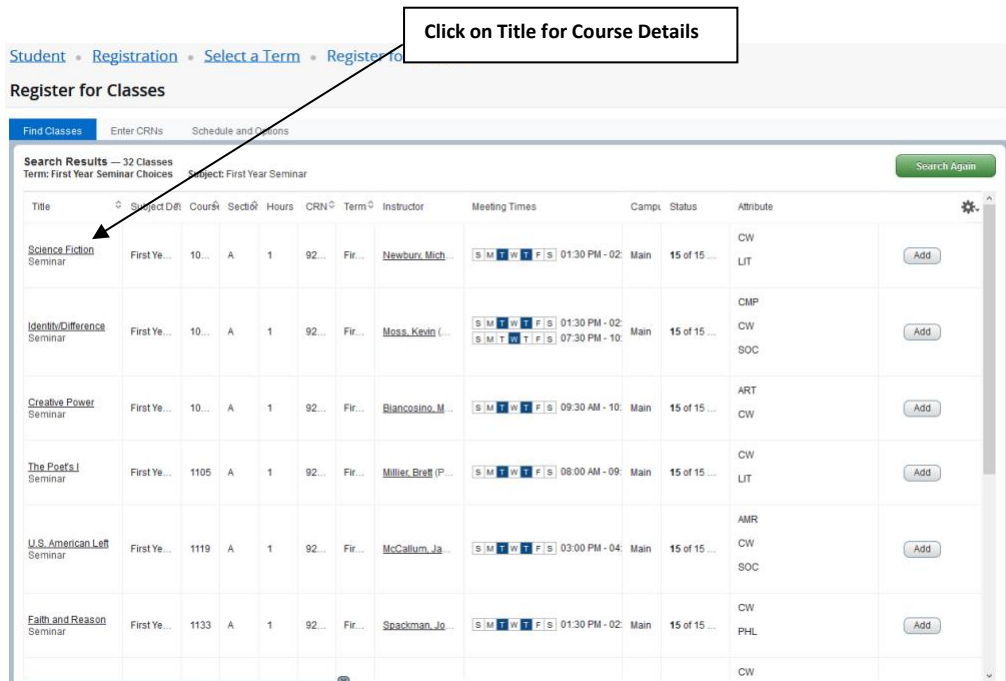 Click on Title for Course Details
Student • Registration • Select a Term • Register fo
Register for Classes
Find Classes Enter CRNs Schedule and Options
Search Results — 32 Classes
Term: First Year Seminar Choices Subject: First Year Seminar
Search Again
Title Subject Det Cours Sectio Hours CRN Term Instructor Meeting Times Campu Status Attribute
Science Fiction
Seminar
First Ye... 10... A 1 92... Fir... Newbury, Mich... S M T W T F S 01:30 PM - 02: Main 15 of 15 ...
CW
LIT
Add
Identity/Difference
Seminar
First Ye... 10... A 1 92... Fir... Moss, Kevin (...
S M T W T F S 01:30 PM - 02:
S M T W T F S 07:30 PM - 10:
Main 15 of 15 ...
CMP
CW
SOC
Add
Creative Power
Seminar
First Ye... 10... A 1 92... Fir... Biancosino, M... S M T W T F S 09:30 AM - 10: Main 15 of 15 ...
ART
CW
Add
The Poet's I
Seminar
First Ye... 1105 A 1 92... Fir... Millier, Brett (P... S M T W T F S 08:00 AM - 09: Main 15 of 15 ...
CW
LIT
Add
U.S. American Left
Seminar
First Ye... 1119 A 1 92... Fir... McCallum, Ja... S M T W T F S 03:00 PM - 04: Main 15 of 15 ...
AMR
CW
SOC
Add
Faith and Reason
Seminar
First Ye... 1133 A 1 92... Fir... Spackman, Jo... S M T W T F S 01:30 PM - 02: Main 15 of 15 ...
CW
PHL
Add
CW